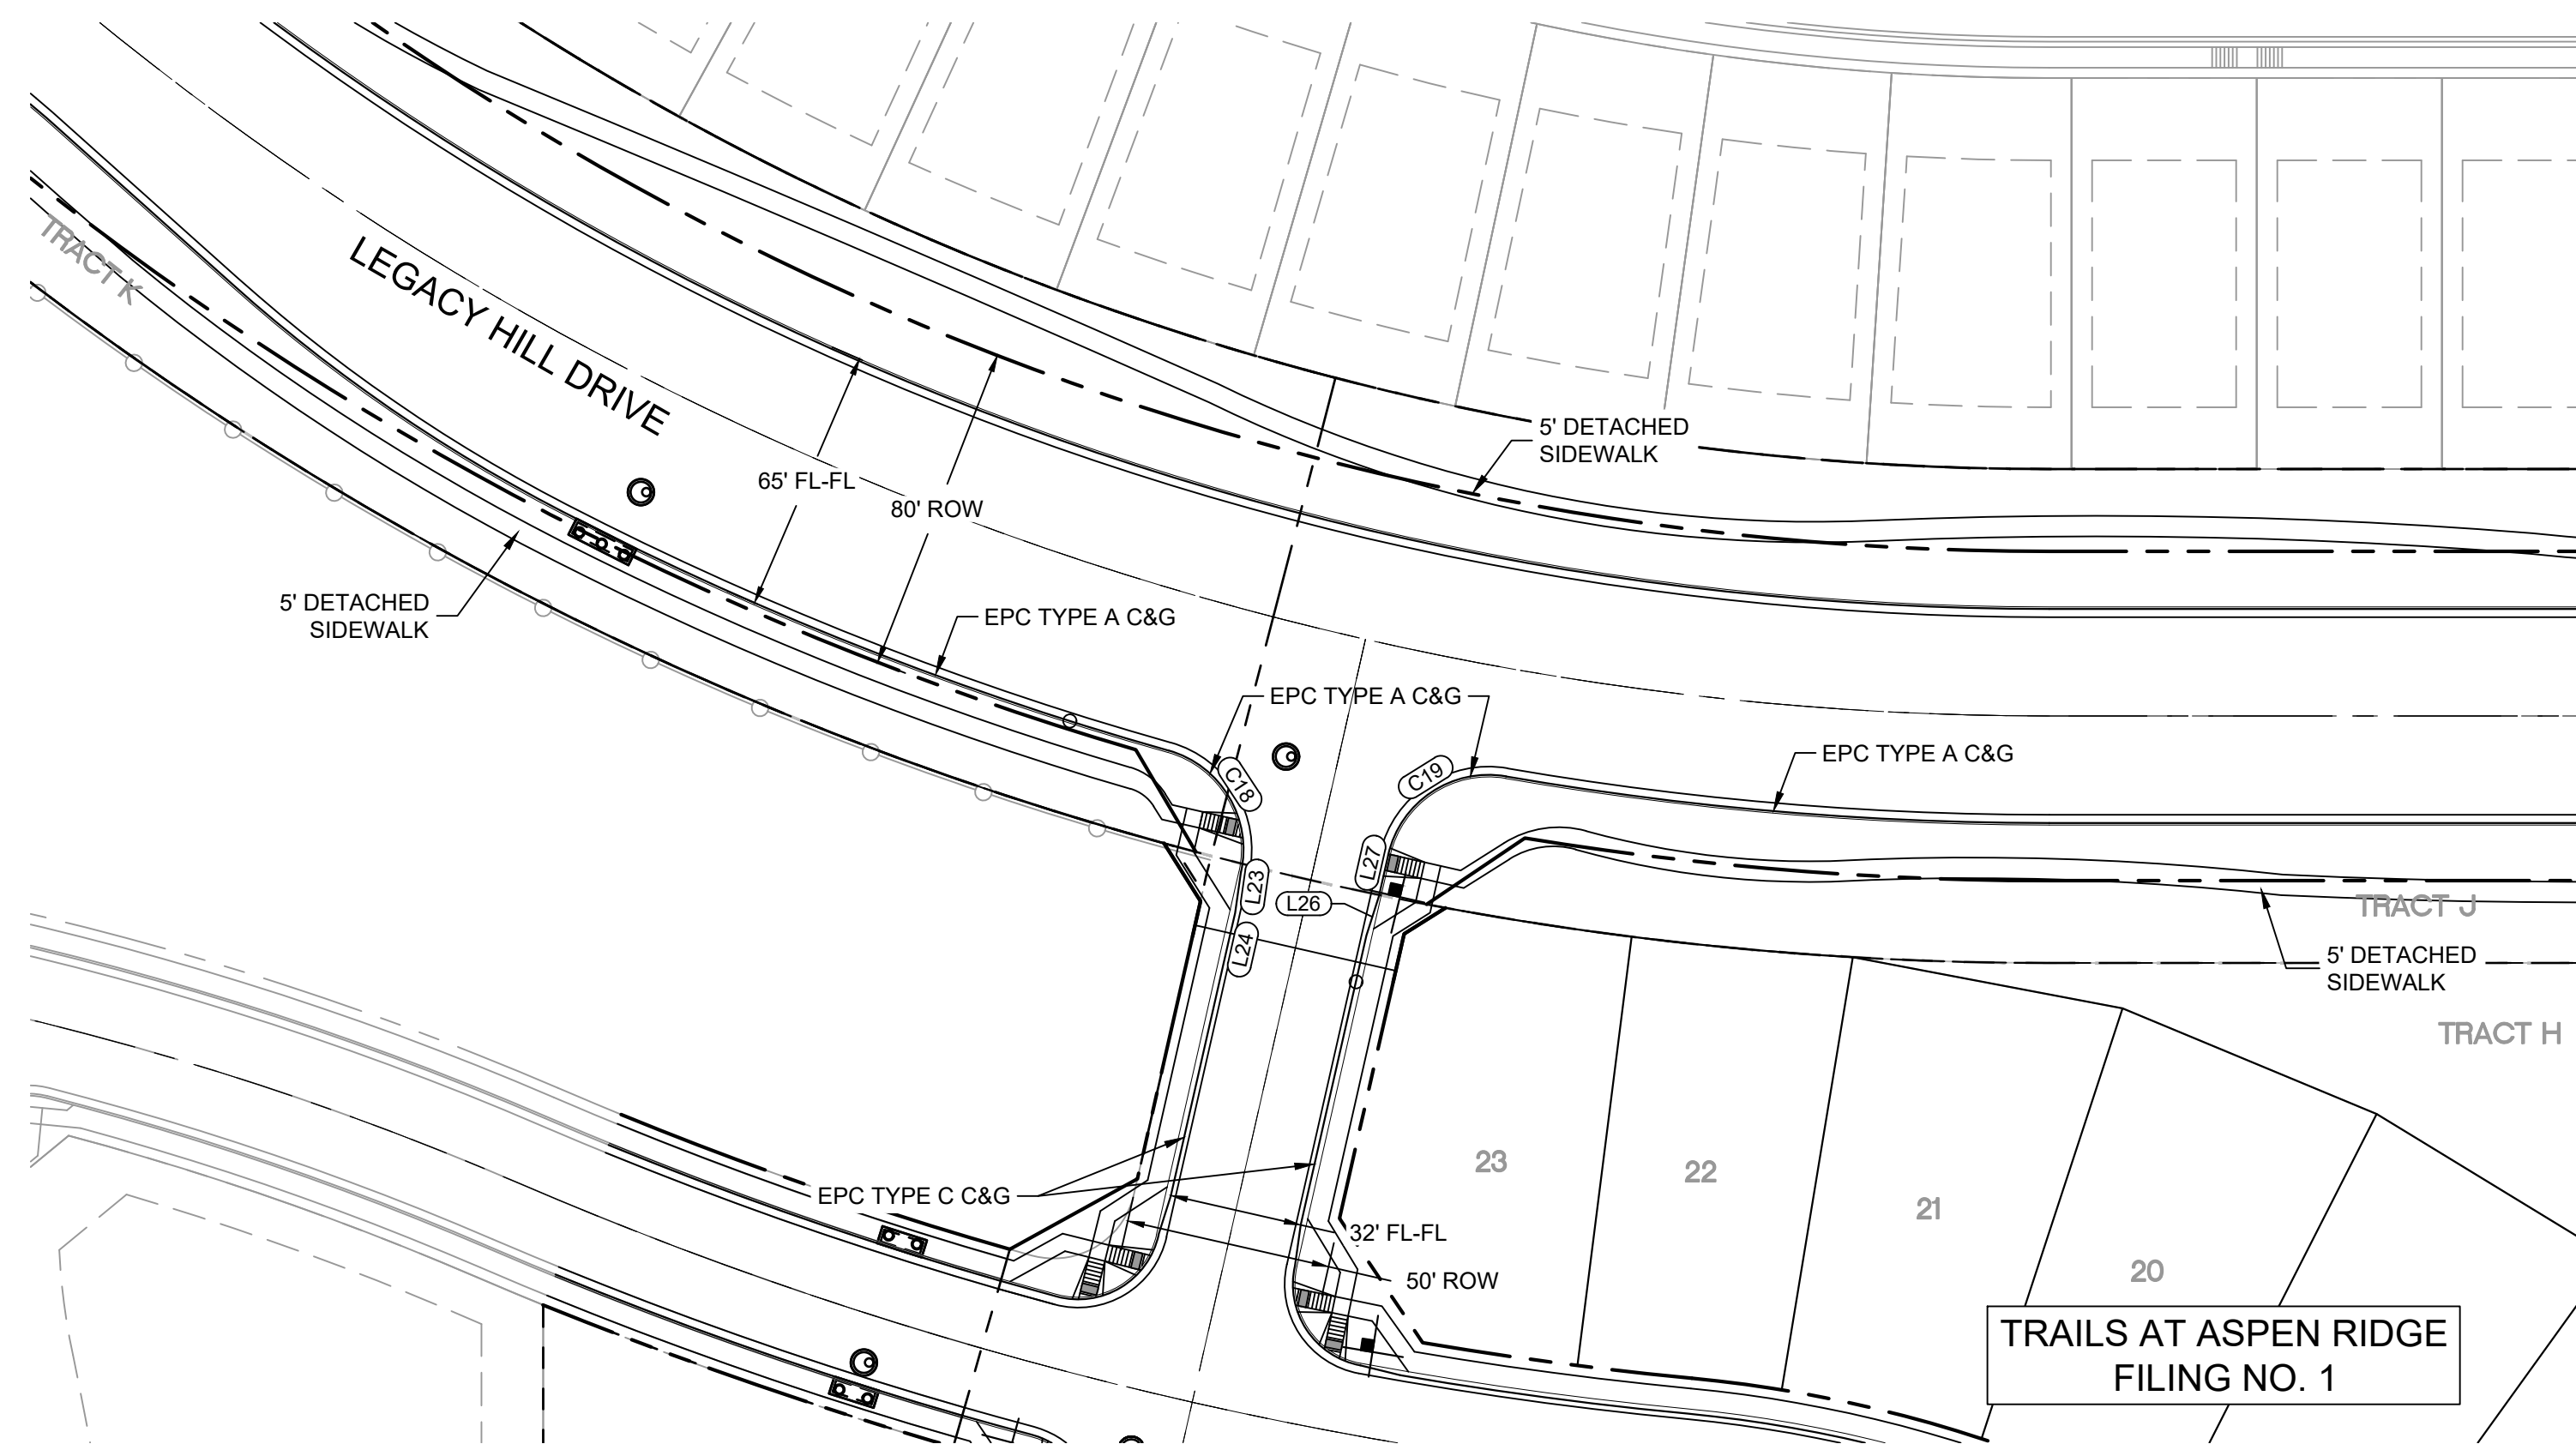 TRACT K
LEGACY HILL DRIVE
65' FL-FL
80' ROW
5' DETACHED
SIDEWALK
5' DETACHED
SIDEWALK
EPC TYPE A C&G
EPC TYPE A C&G
EPC TYPE A C&G
C18
C19
L27
L23
L26
L24
TRACT J
5' DETACHED
SIDEWALK
TRACT H
23
22
21
20
EPC TYPE C C&G
32' FL-FL
50' ROW
TRAILS AT ASPEN RIDGE
FILING NO. 1